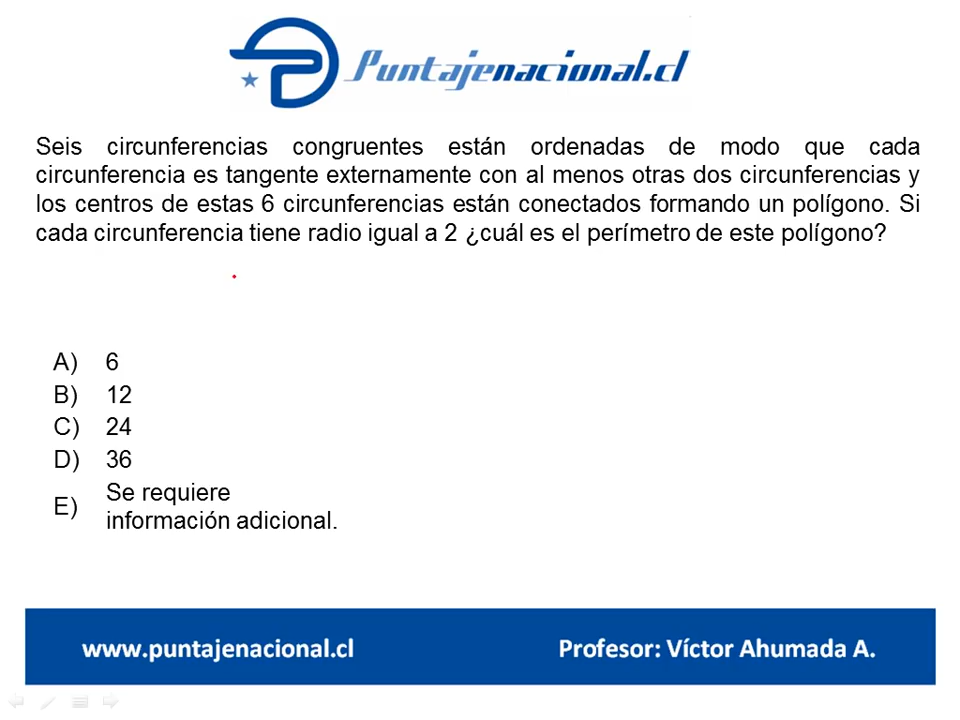 Puntajenacional.cl
Seis circunferencias congruentes están ordenadas de modo que cada
circunferencia es tangente externamente con al menos otras dos circunferencias y
los centros de estas 6 circunferencias están conectados formando un polígono. Si
cada circunferencia tiene radio igual a 2 ¿cuál es el perímetro de este polígono?
A) 6
B) 12
C) 24
D) 36
E) Se requiere
información adicional.
www.puntajenacional.cl Profesor: Víctor Ahumada A.